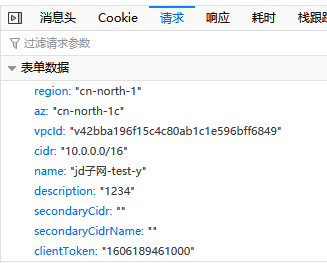 消息头 Cookie 请求 响应 耗时 栈跟踪
过滤请求参数
表单数据
region: "cn-north-1"
az: "cn-north-1c"
vpcId: "v42bba196f15c4c80ab1c1e596bff6849"
cidr: "10.0.0.0/16"
name: "jd子网-test-y"
description: "1234"
secondaryCidr: ""
secondaryCidrName: ""
clientToken: "1606189461000"